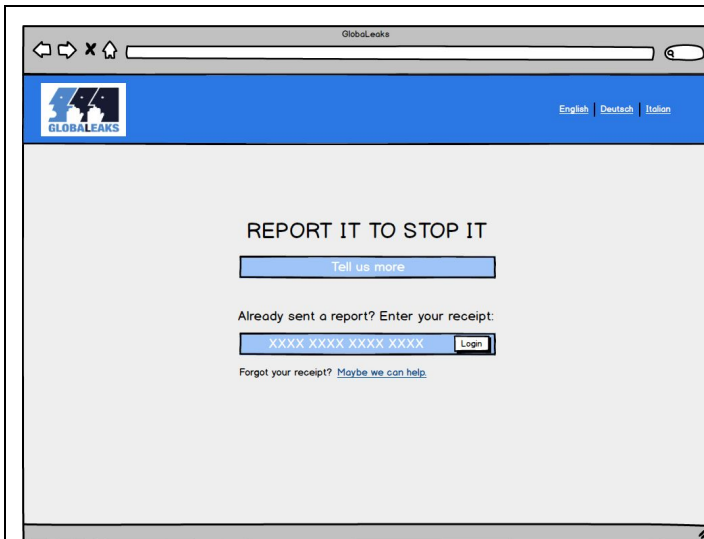 GlobaLeaks
GLOBALEAKS
English Deutsch Italian
REPORT IT TO STOP IT
Tell us more
Already sent a report? Enter your receipt:
XXXX XXXX XXXX XXXX Login
Forgot your receipt? Maybe we can help.